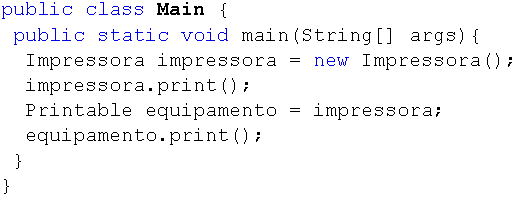 public class Main {
public static void main(String[] args){
Impressora impressora = new Impressora();
impressora.print();
Printable equipamento = impressora;
equipamento.print();
}
}